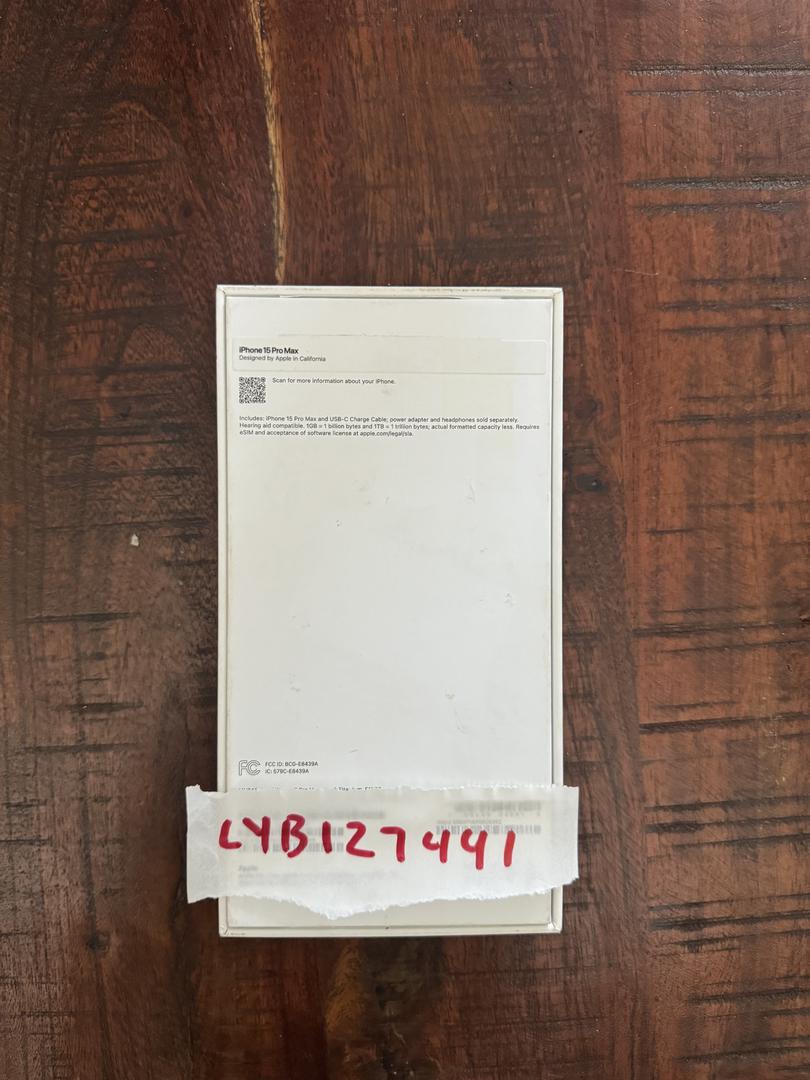 iPhone 15 Pro Max
Designed by Apple in California
Scan for more information about your iPhone.
Includes: iPhone 15 Pro Max and USB-C Charge Cable; power adapter and headphones sold separately.
Hearing aid compatible. 1GB = 1 billion bytes and 1TB = 1 trillion bytes; actual formatted capacity less. Requires
eSIM and acceptance of software license at apple.com/legal/sla.
FC
FCC ID: BCG-E8439A
IC: 579C-E8439A
LYB127441